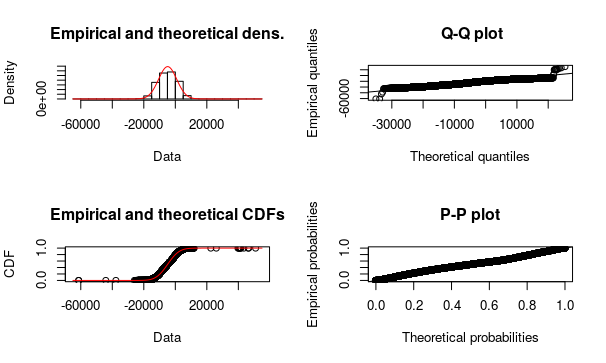 Empirical and theoretical dens.
Density
0e+00
-60000 -20000 20000
Data
Q-Q plot
Empirical quantiles
-60000
-30000 -10000 10000
Theoretical quantiles
Empirical and theoretical CDFs
CDF
0.0 1.0
-60000 -20000 20000
Data
P-P plot
Empirical probabilities
0.0 1.0
0.0 0.2 0.4 0.6 0.8 1.0
Theoretical probabilities